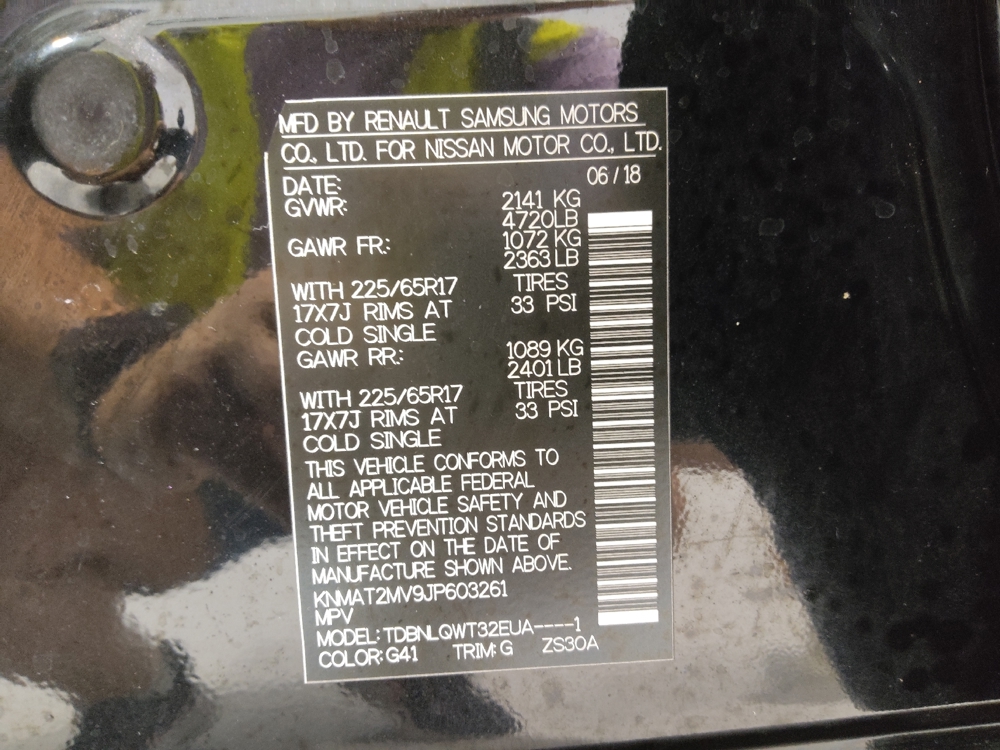 MFD BY RENAULT SAMSUNG MOTORS
CO., LTD. FOR NISSAN MOTOR CO., LTD.
DATE: 06 / 18
GVWR: 2141 KG
4720LB
GAWR FR: 1072 KG
2363 LB
WITH 225/65R17 TIRES
17X7J RIMS AT 33 PSI
COLD SINGLE
GAWR RR: 1089 KG
2401 LB
WITH 225/65R17 TIRES
17X7J RIMS AT 33 PSI
COLD SINGLE
THIS VEHICLE CONFORMS TO
ALL APPLICABLE FEDERAL
MOTOR VEHICLE SAFETY AND
THEFT PREVENTION STANDARDS
IN EFFECT ON THE DATE OF
MANUFACTURE SHOWN ABOVE.
KNMAT2MV9JP603261
MPV
MODEL: TDBNLQWT32EUA----1
COLOR: G41 TRIM: G ZS30A